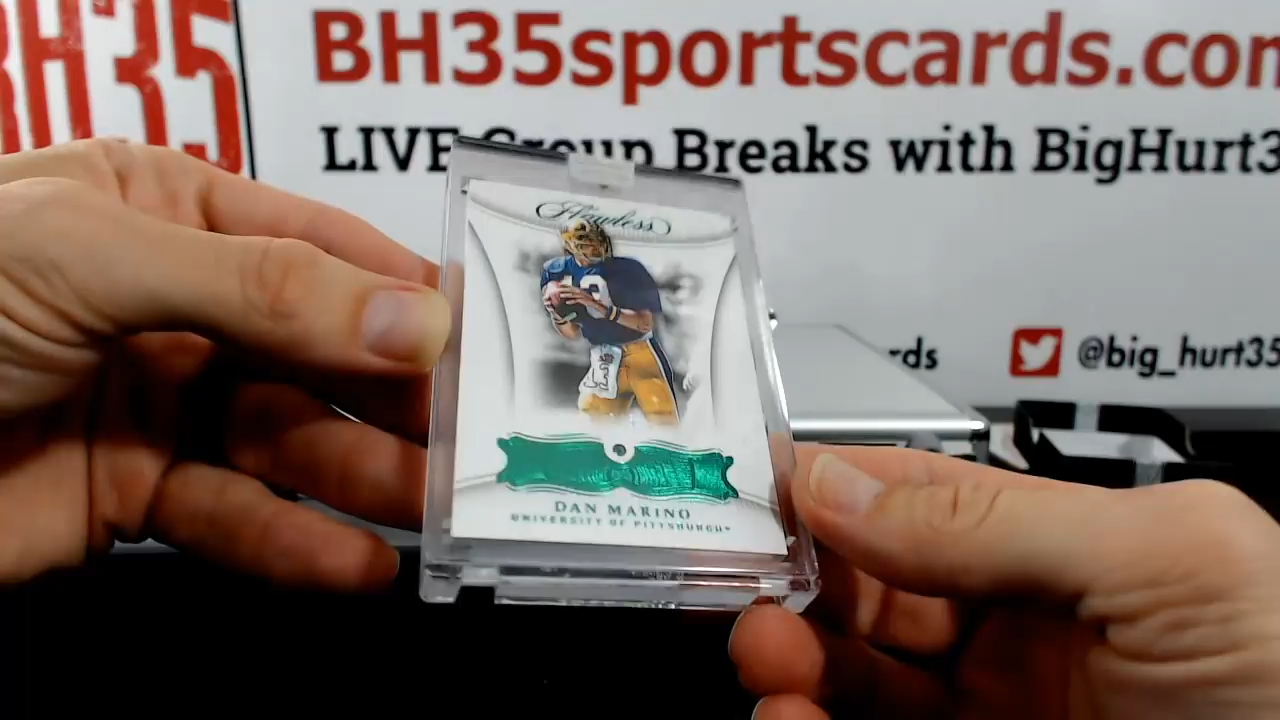 BH35
BH35sportscards.com
LIVE Group Breaks with BigHurt3
rds
@big_hurt35
Flawless
13
DAN MARINO
UNIVERSITY OF PITTSBURGH